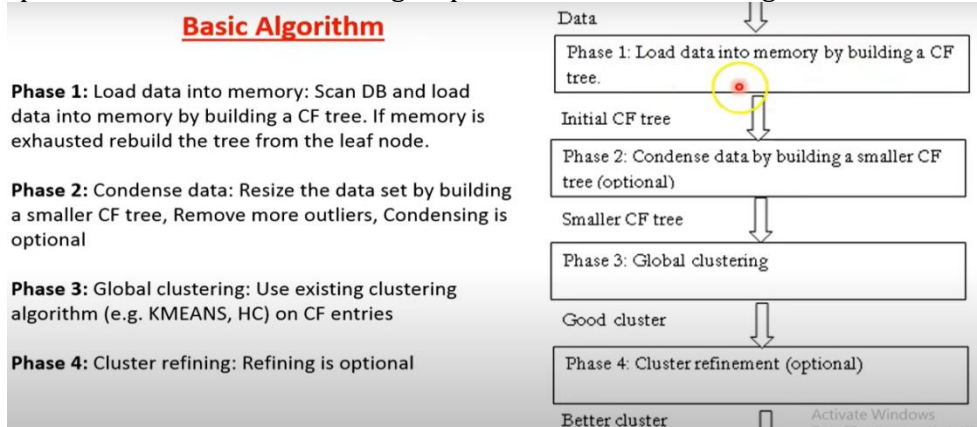 Basic Algorithm
Phase 1: Load data into memory: Scan DB and load
data into memory by building a CF tree. If memory is
exhausted rebuild the tree from the leaf node.
Phase 2: Condense data: Resize the data set by building
a smaller CF tree, Remove more outliers, Condensing is
optional
Phase 3: Global clustering: Use existing clustering
algorithm (e.g. KMEANS, HC) on CF entries
Phase 4: Cluster refining: Refining is optional
Data
Phase 1: Load data into memory by building a CF
tree.
Initial CF tree
Phase 2: Condense data by building a smaller CF
tree (optional)
Smaller CF tree
Phase 3: Global clustering
Good cluster
Phase 4: Cluster refinement (optional)
Better cluster
Activate Windows